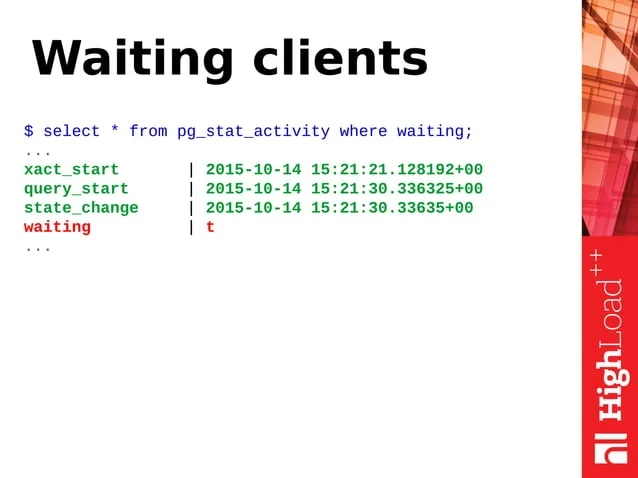 Waiting clients
$ select * from pg_stat_activity where waiting;
...
xact_start | 2015-10-14 15:21:21.128192+00
query_start | 2015-10-14 15:21:30.336325+00
state_change | 2015-10-14 15:21:30.33635+00
waiting | t
...
HighLoad++